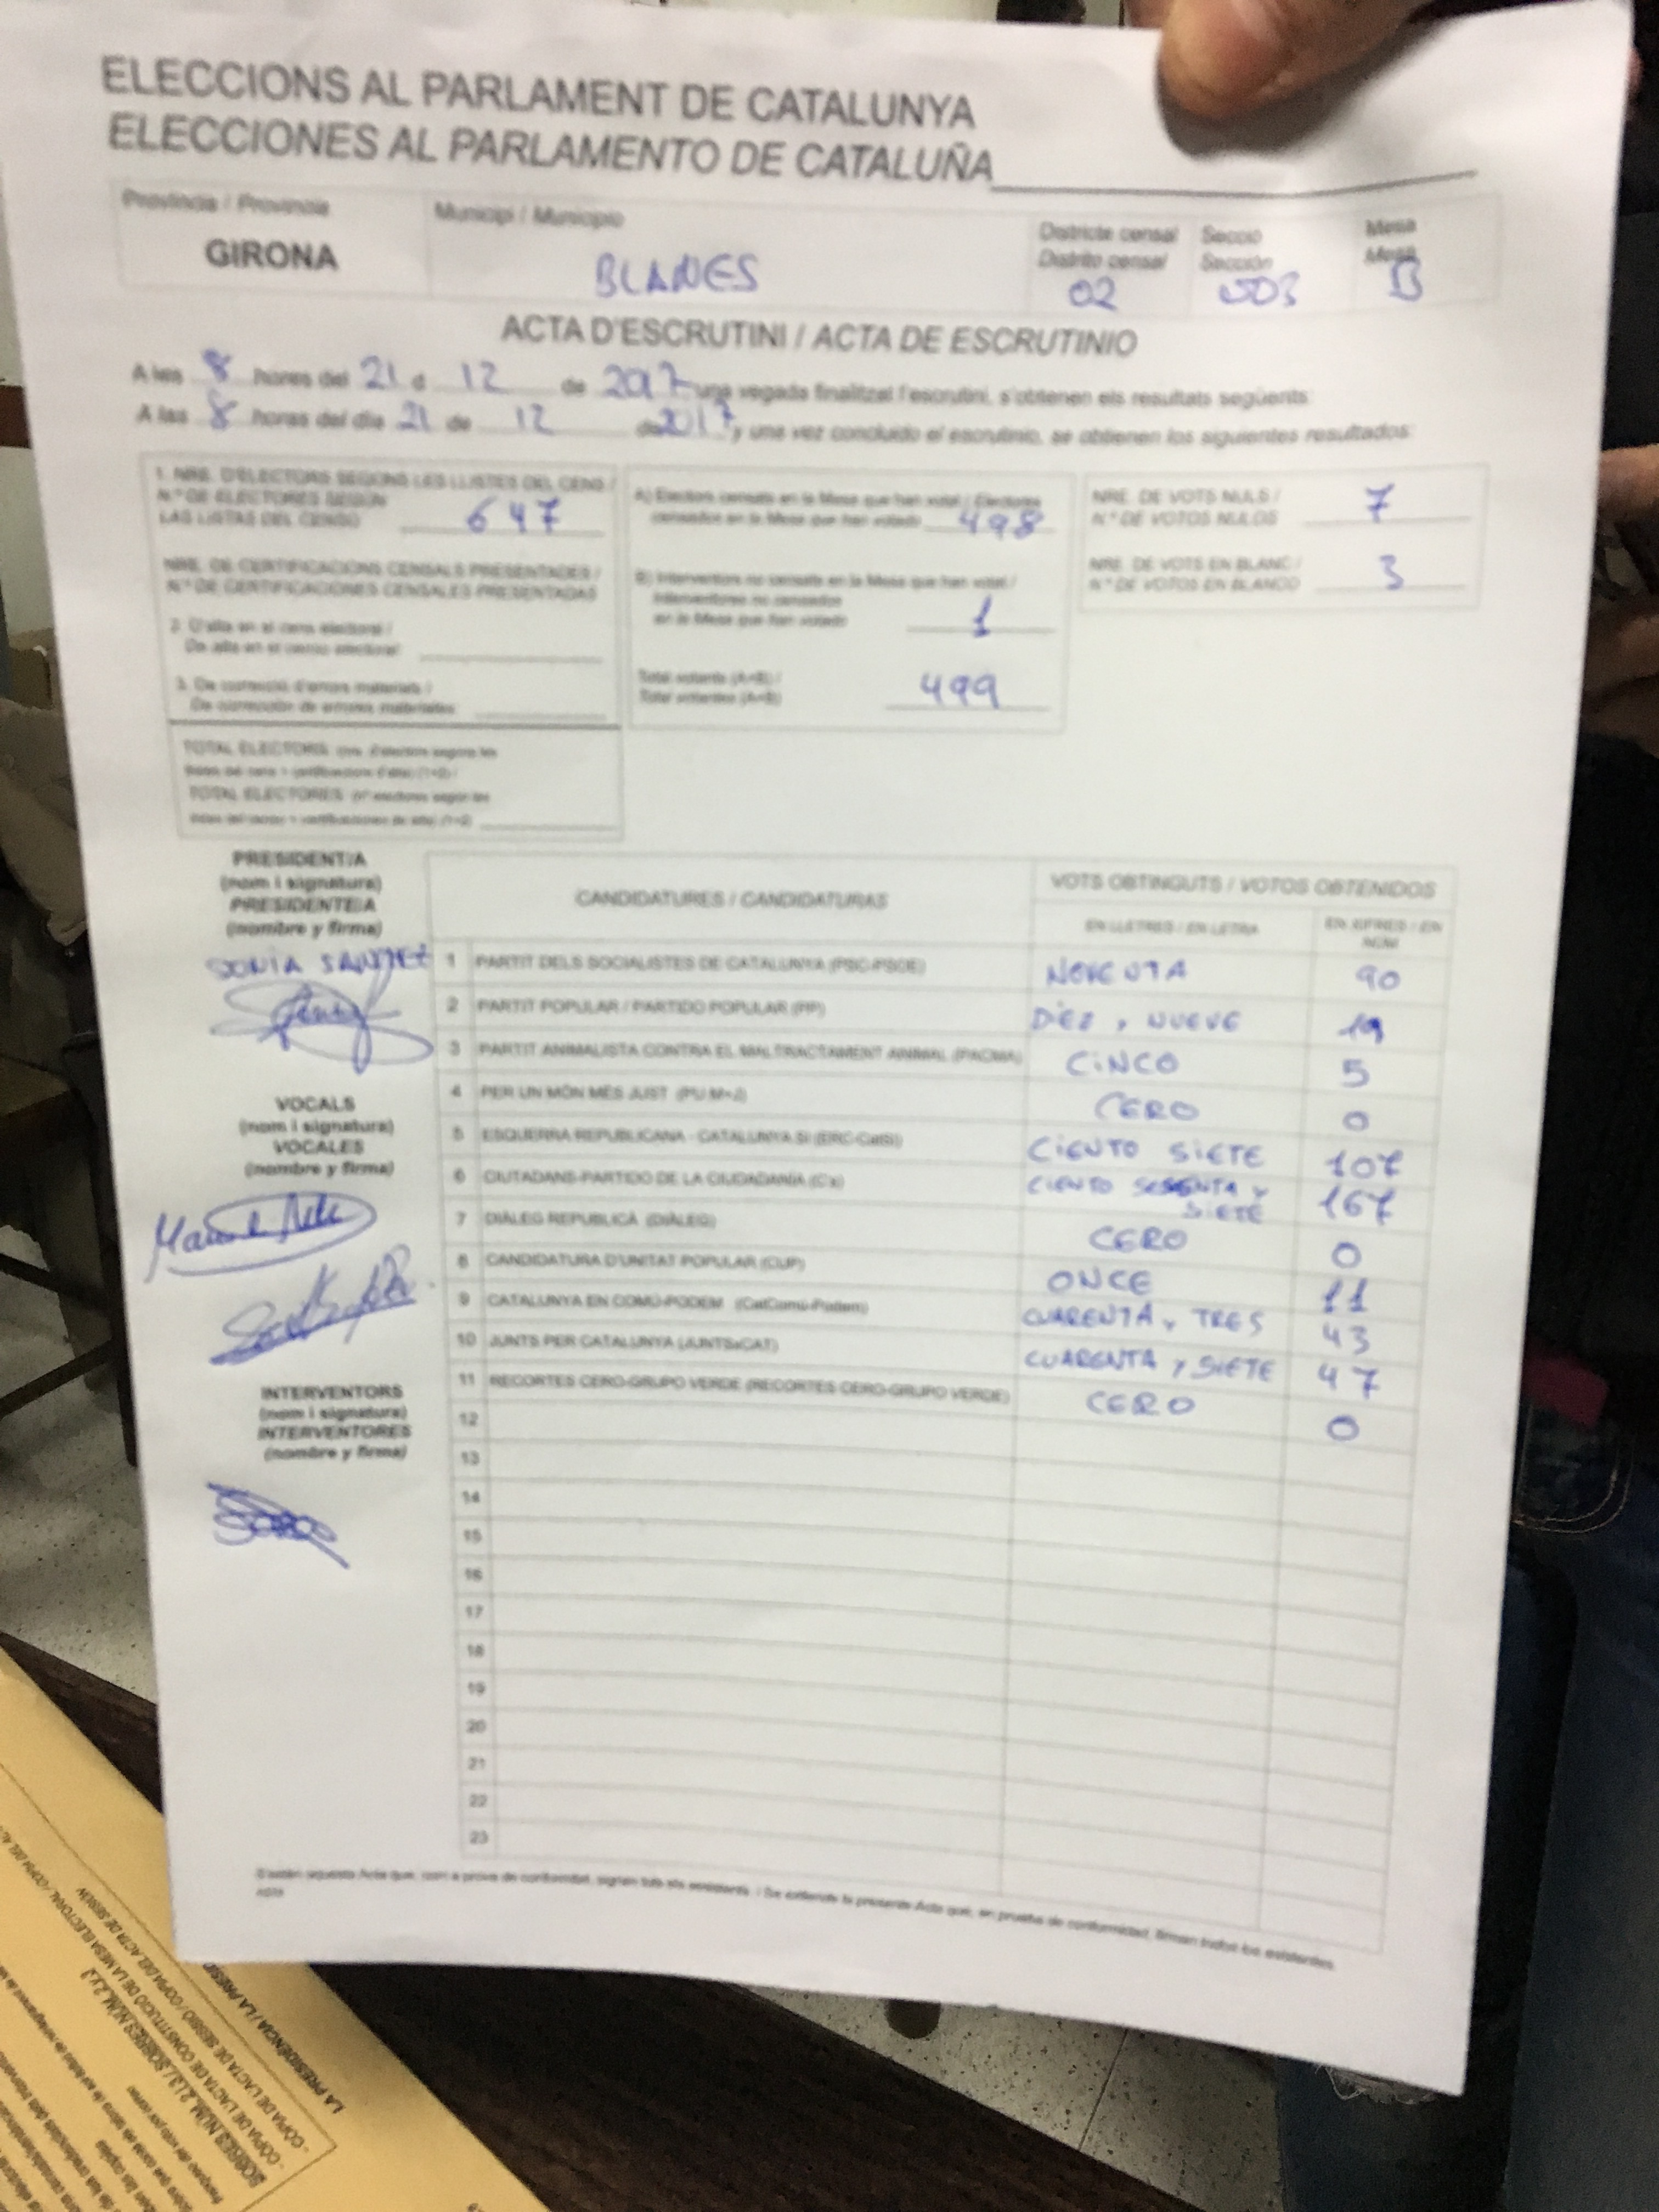 ELECCIONS AL PARLAMENT DE CATALUNYA
ELECCIONES AL PARLAMENTO DE CATALUÑA
Província / Provincia
GIRONA
Municipi / Municipio
BLANES
Districte censal
Distrito censal
02
Secció
Sección
003
Mesa
Mesa
B
ACTA D'ESCRUTINI / ACTA DE ESCRUTINIO
A les 8 hores del 21 d 12 de 2017 una vegada finalitzat l'escrutini, s'obtenen els resultats següents:
A las 8 horas del día 21 de 12 de 2017 y una vez concluido el escrutinio, se obtienen los siguientes resultados:
1. NRE. D'ELECTORS SEGONS LES LLISTES DEL CENS /
N.º DE ELECTORES SEGÚN
LAS LISTAS DEL CENSO 647
NRE. DE CERTIFICACIONS CENSALS PRESENTADES /
N.º DE CERTIFICACIONES CENSALES PRESENTADAS
2. D'alta en el cens electoral /
De alta en el censo electoral
3. De correcció d'errors materials /
De corrección de errores materiales
TOTAL ELECTORS: nre. d'electors segons les
llistes del cens + certificacions d'alta (1+2) /
TOTAL ELECTORES: nº electores según las
listas del censo + certificaciones de alta (1+2)
A) Electors censats en la Mesa que han votat / Electores
censados en la Mesa que han votado 498
B) Interventors no censats en la Mesa que han votat /
Interventores no censados
en la Mesa que han votado 1
Total votants (A+B) /
Total votantes (A+B) 499
NRE. DE VOTS NULS /
N.º DE VOTOS NULOS 7
NRE. DE VOTS EN BLANC /
N.º DE VOTOS EN BLANCO 3
PRESIDENT/A
(nom i signatura)
PRESIDENTE/A
(nombre y firma)
SONIA SANCHEZ
VOCALS
(nom i signatura)
VOCALES
(nombre y firma)
INTERVENTORS
(nom i signatura)
INTERVENTORES
(nombre y firma)
CANDIDATURES / CANDIDATURAS
VOTS OBTINGUTS / VOTOS OBTENIDOS
EN LLETRES / EN LETRA
EN XIFRES / EN
NÚM.
1 PARTIT DELS SOCIALISTES DE CATALUNYA (PSC-PSOE) NOVENTA 90
2 PARTIT POPULAR / PARTIDO POPULAR (PP) DIEZ Y NUEVE 19
3 PARTIT ANIMALISTA CONTRA EL MALTRACTAMENT ANIMAL (PACMA) CINCO 5
4 PER UN MÓN MÉS JUST (PUM+J) CERO 0
5 ESQUERRA REPUBLICANA - CATALUNYA SÍ (ERC-CatSí) CIENTO SIETE 107
6 CIUTADANS-PARTIDO DE LA CIUDADANÍA (C's) CIENTO SESENTA Y
SIETE 167
7 DIÀLEG REPUBLICÀ (DIÀLEG) CERO 0
8 CANDIDATURA D'UNITAT POPULAR (CUP) ONCE 11
9 CATALUNYA EN COMÚ-PODEM (CatComú-Podem) CUARENTA Y TRES 43
10 JUNTS PER CATALUNYA (JUNTSxCAT) CUARENTA Y SIETE 47
11 RECORTES CERO-GRUPO VERDE (RECORTES CERO-GRUPO VERDE) CERO 0
12
13
14
15
16
17
18
19
20
21
22
23
S'estén aquesta Acta que, com a prova de conformitat, signen tots els assistents. / Se extiende la presente Acta que, en prueba de conformidad, firman todos los asistentes.
LA PRESIDÈNCIA / LA PRESI
- CÒPIA DE L'ACTA DE CONSTITUCIÓ DE LA MESA ELECTORAL
SOBRES NÚM. 2 I 3 / SOBRES NÚM. 2 y 3